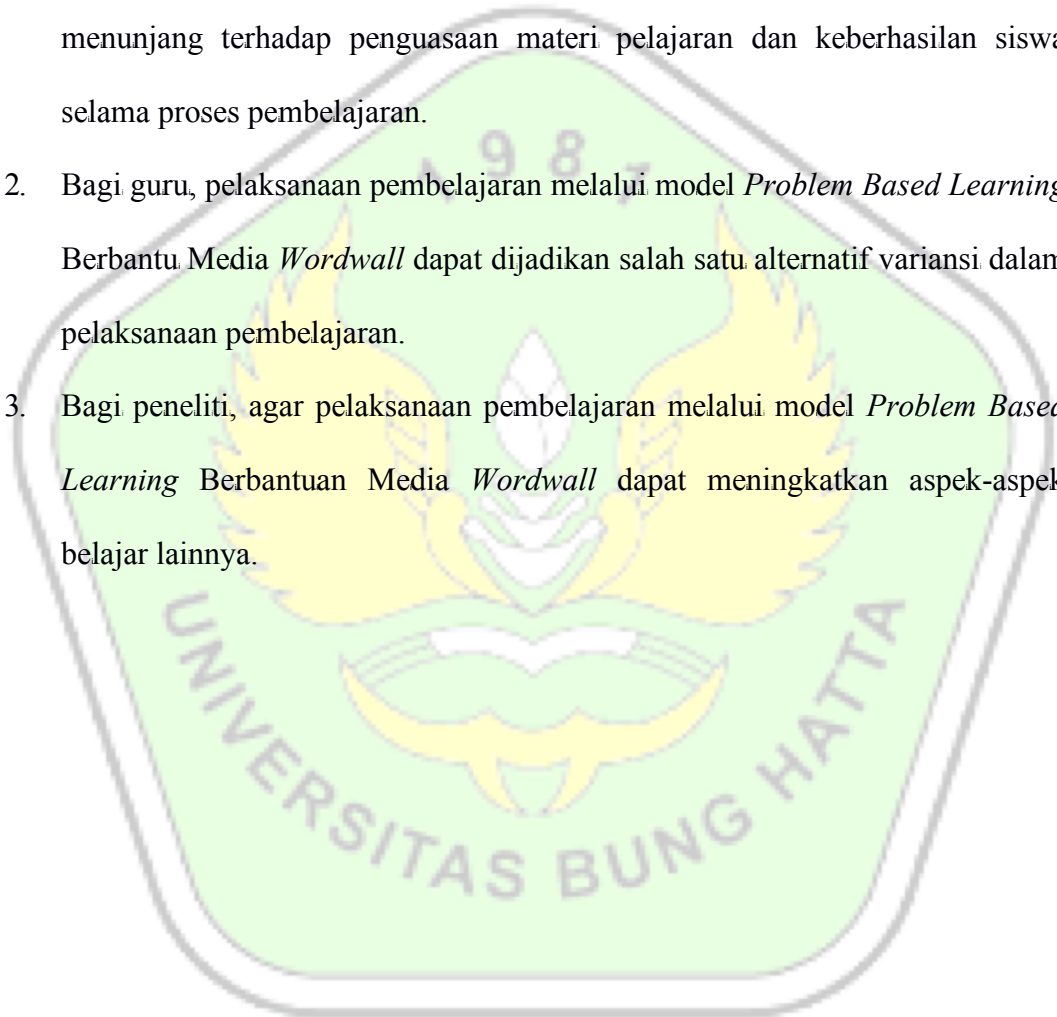 menunjang terhadap penguasaan materi pelajaran dan keberhasilan siswa
selama proses pembelajaran.
1981
2. Bagi guru, pelaksanaan pembelajaran melalui model Problem Based Learning
Berbantu Media Wordwall dapat dijadikan salah satu alternatif variansi dalam
pelaksanaan pembelajaran.
3. Bagi peneliti, agar pelaksanaan pembelajaran melalui model Problem Based
Learning Berbantuan Media Wordwall dapat meningkatkan aspek-aspek
belajar lainnya.
UNIVERSITAS BUNG HATTA